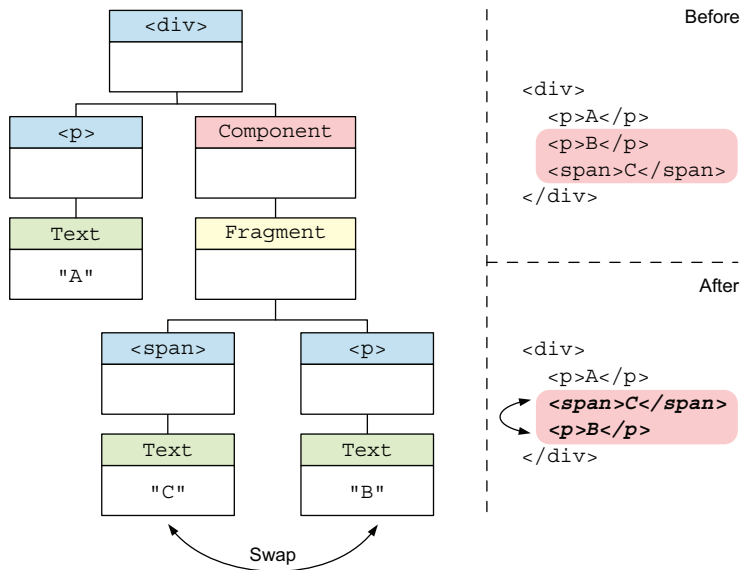 <div>
<p>
Component
Text
"A"
Fragment
<span>
<p>
Text
"C"
Text
"B"
Swap
Before
<div>
<p>A</p>
<p>B</p>
<span>C</span>
</div>
After
<div>
<p>A</p>
<span>C</span>
<p>B</p>
</div>